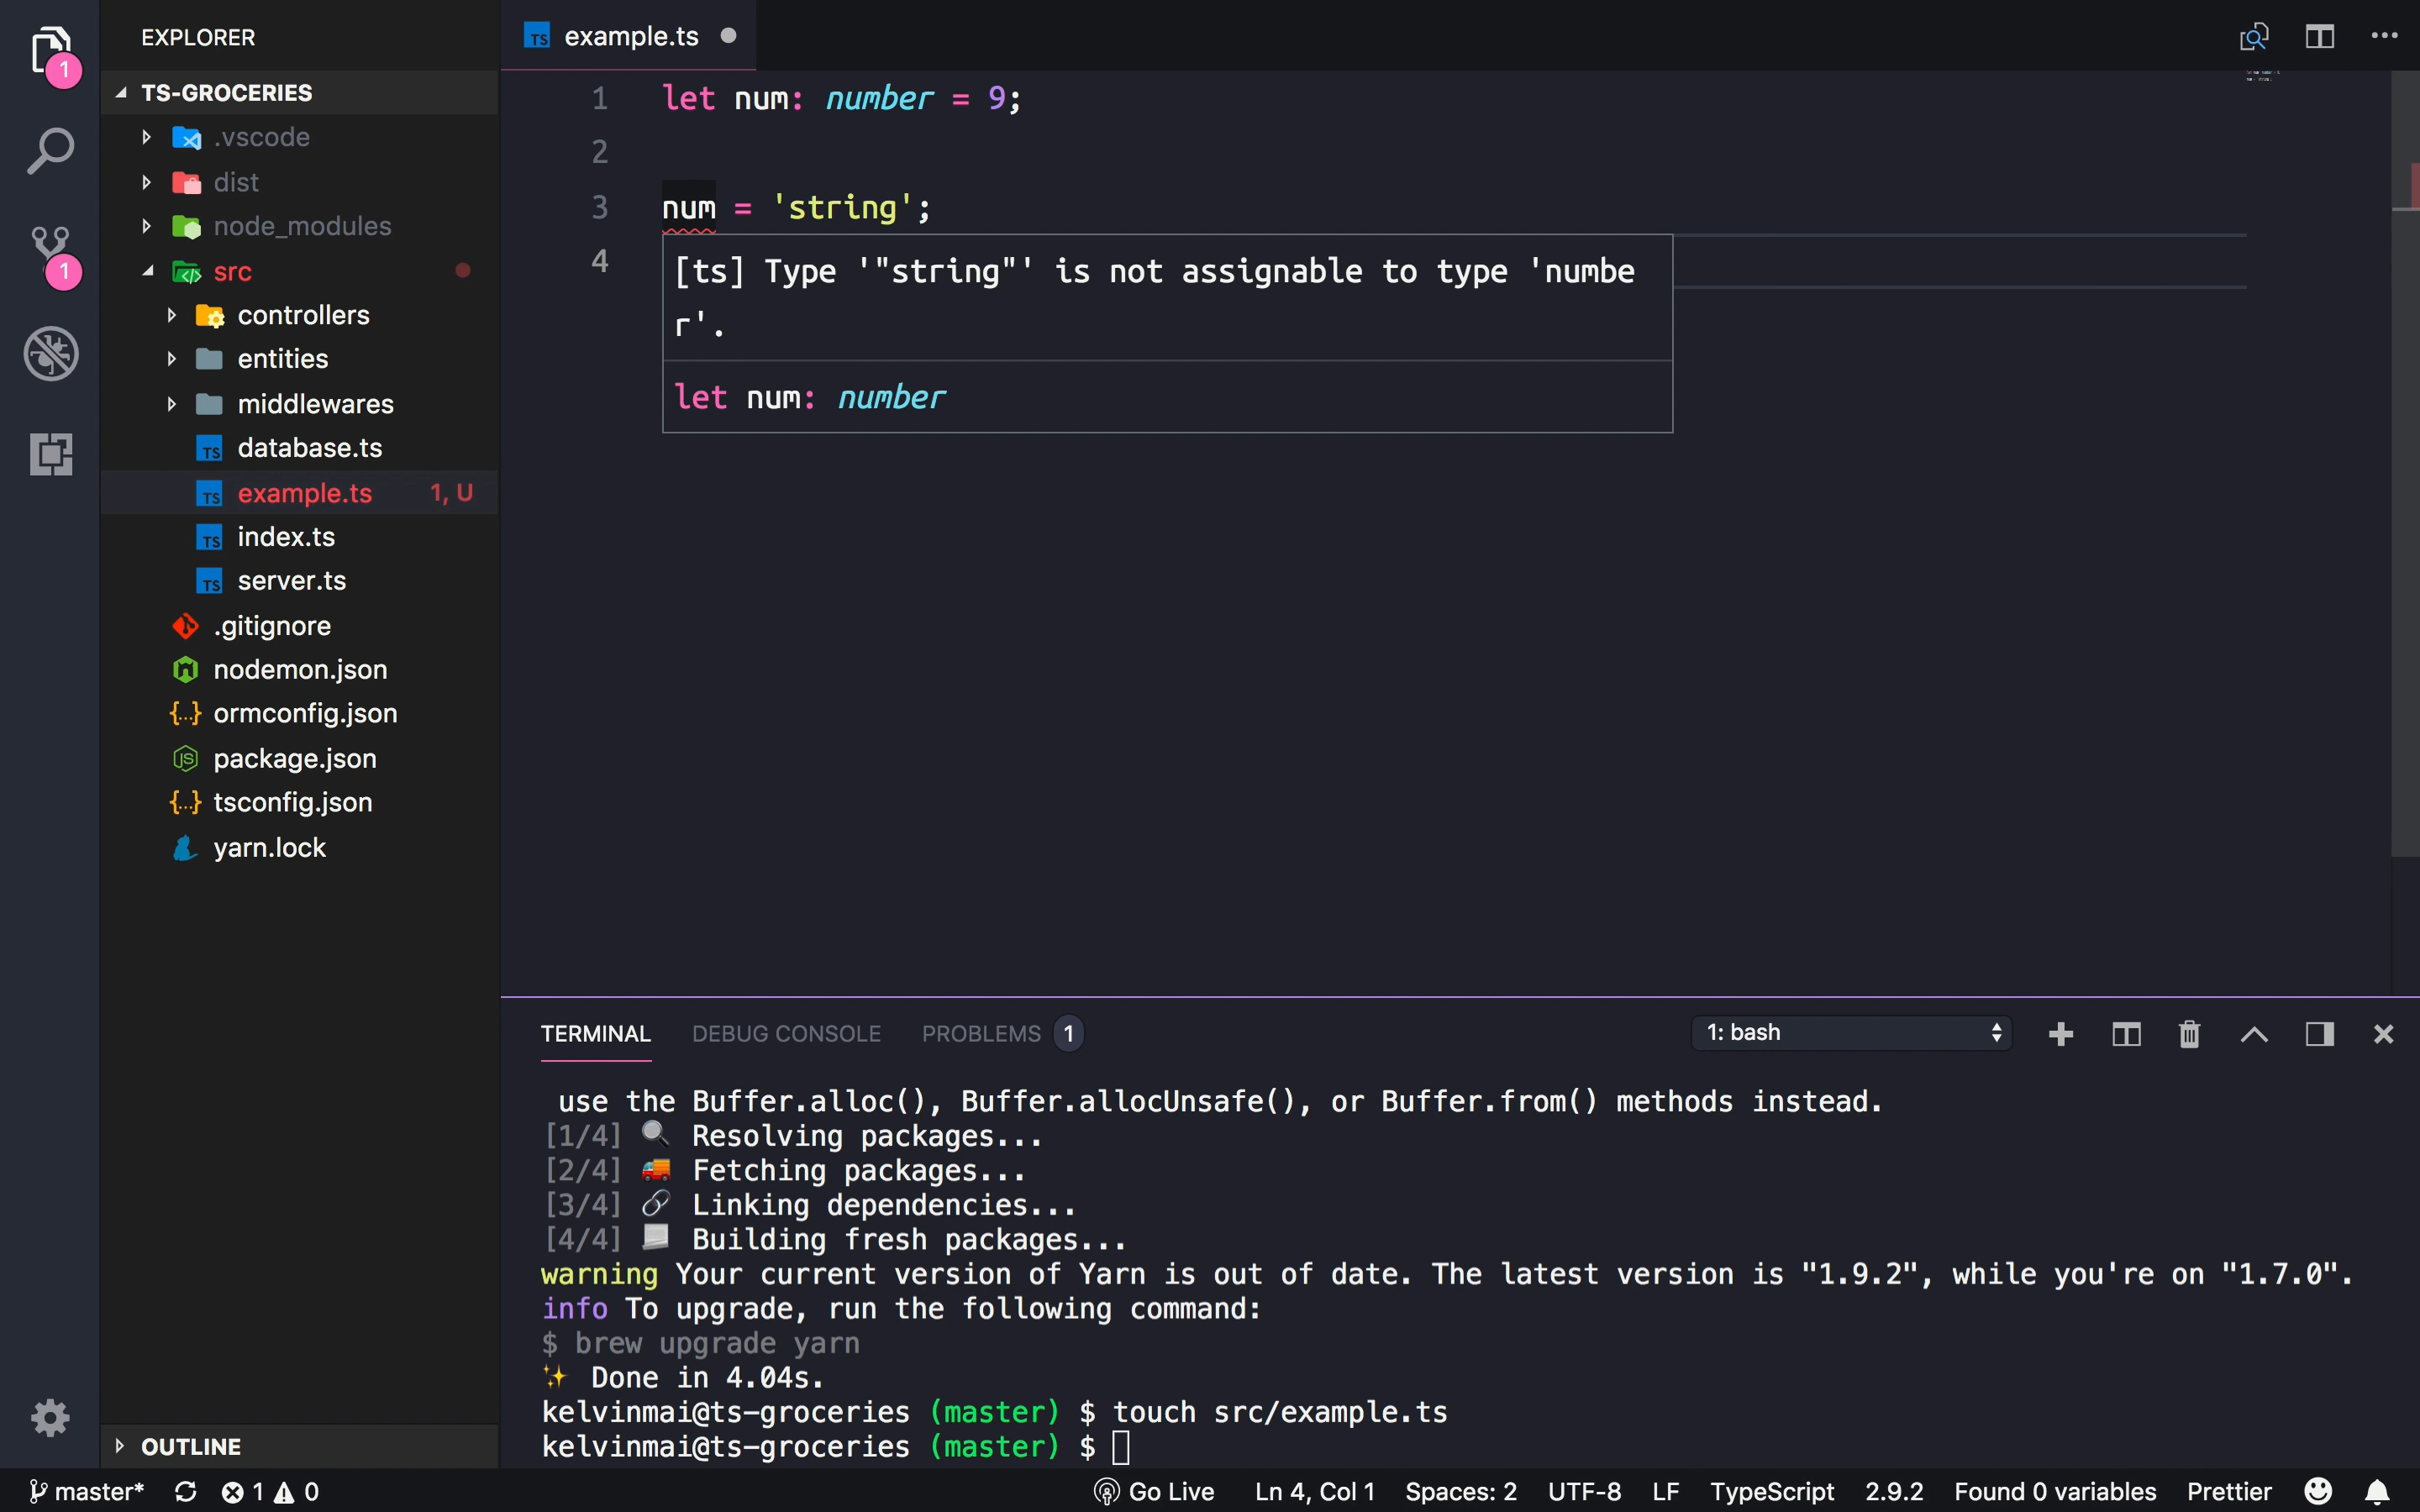 1
1
EXPLORER
TS-GROCERIES
.vscode
dist
node_modules
src
controllers
entities
middlewares
TS database.ts
TS example.ts 1, U
TS index.ts
TS server.ts
.gitignore
nodemon.json
{...} ormconfig.json
JS package.json
{...} tsconfig.json
yarn.lock
OUTLINE
TS example.ts
1 let num: number = 9;
2
3 num = 'string';
4
[ts] Type '"string"' is not assignable to type 'numbe
r'.
let num: number
TERMINAL DEBUG CONSOLE PROBLEMS 1 1: bash
use the Buffer.alloc(), Buffer.allocUnsafe(), or Buffer.from() methods instead.
[1/4] 🔍 Resolving packages...
[2/4] 🚚 Fetching packages...
[3/4] 🔗 Linking dependencies...
[4/4] 📃 Building fresh packages...
warning Your current version of Yarn is out of date. The latest version is "1.9.2", while you're on "1.7.0".
info To upgrade, run the following command:
$ brew upgrade yarn
✨ Done in 4.04s.
kelvinmai@ts-groceries (master) $ touch src/example.ts
kelvinmai@ts-groceries (master) $
master* 1 0 Go Live Ln 4, Col 1 Spaces: 2 UTF-8 LF TypeScript 2.9.2 Found 0 variables Prettier